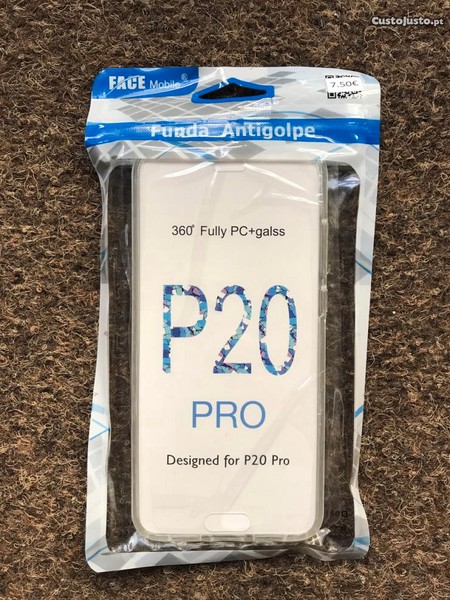 CustoJusto.pt
FACE Mobile®
7.50€
Funda Antigolpe
360° Fully PC+galss
P20
PRO
Designed for P20 Pro